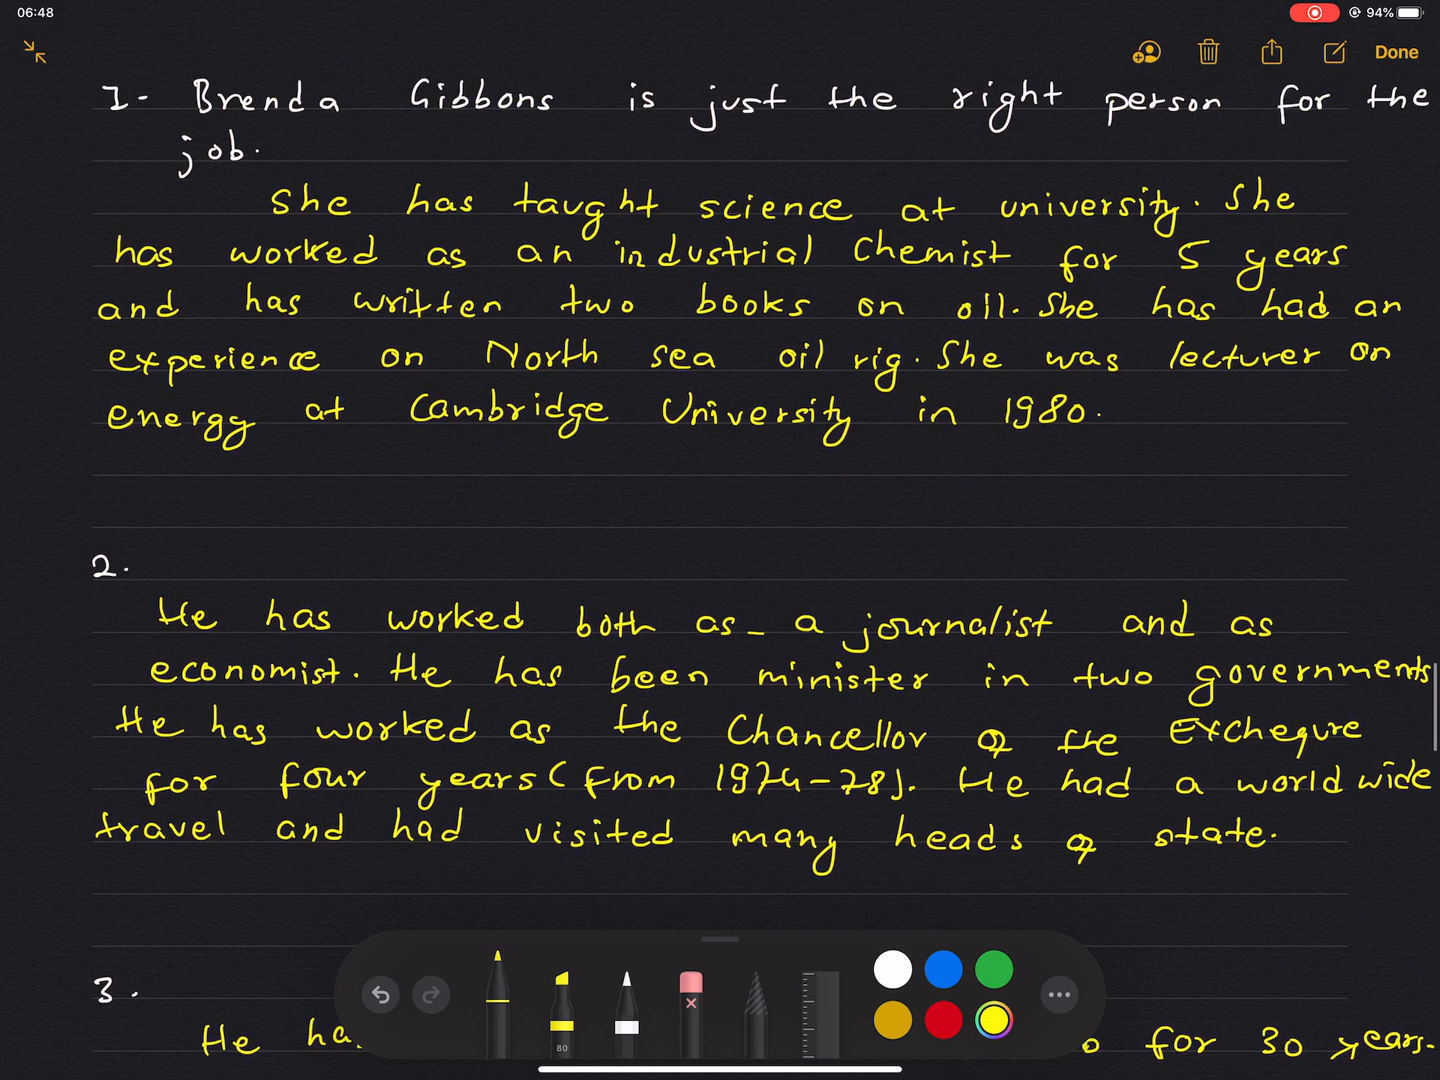 06:48
94%
Done
1- Brenda Gibbons is just the right person for the
job.
She has taught science at university. She
has worked as an industrial Chemist for 5 years
and has written two books on oil. She has had an
experience on North sea oil rig. She was lecturer on
energy at Cambridge University in 1980.
2.
He has worked both as - a journalist and as
economist. He has been minister in two governments
He has worked as the Chancellor of the Exchequre
for four years (from 1974-78). He had a world wide
travel and had visited many heads of state.
3.
He ha
for 30 years.
80